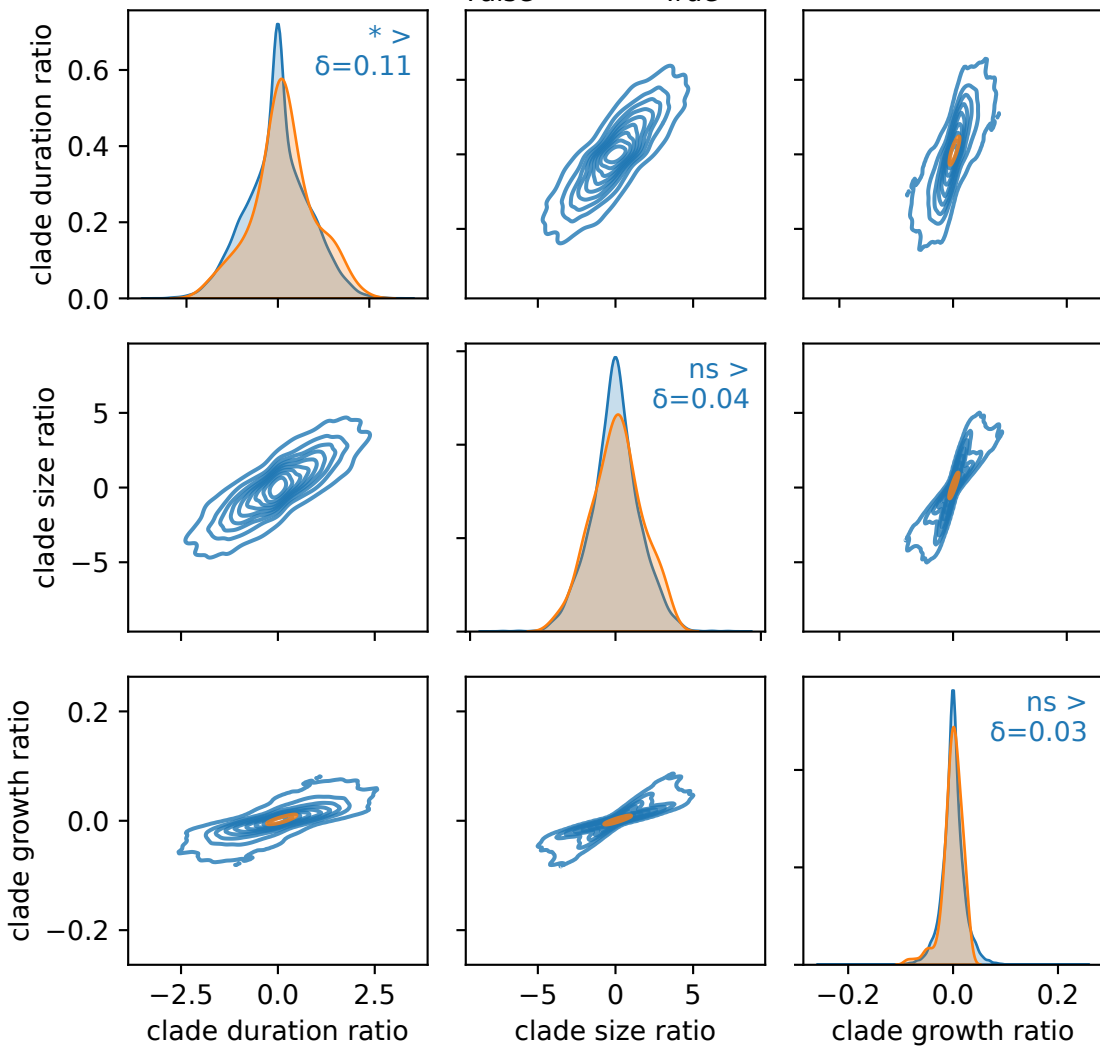 False True
clade duration ratio
0.6
0.4
0.2
0.0
* >
δ=0.11
clade size ratio
5
0
−5
ns >
δ=0.04
clade growth ratio
0.2
0.0
−0.2
ns >
δ=0.03
−2.5 0.0 2.5
−5 0 5
−0.2 0.0 0.2
clade duration ratio
clade size ratio
clade growth ratio